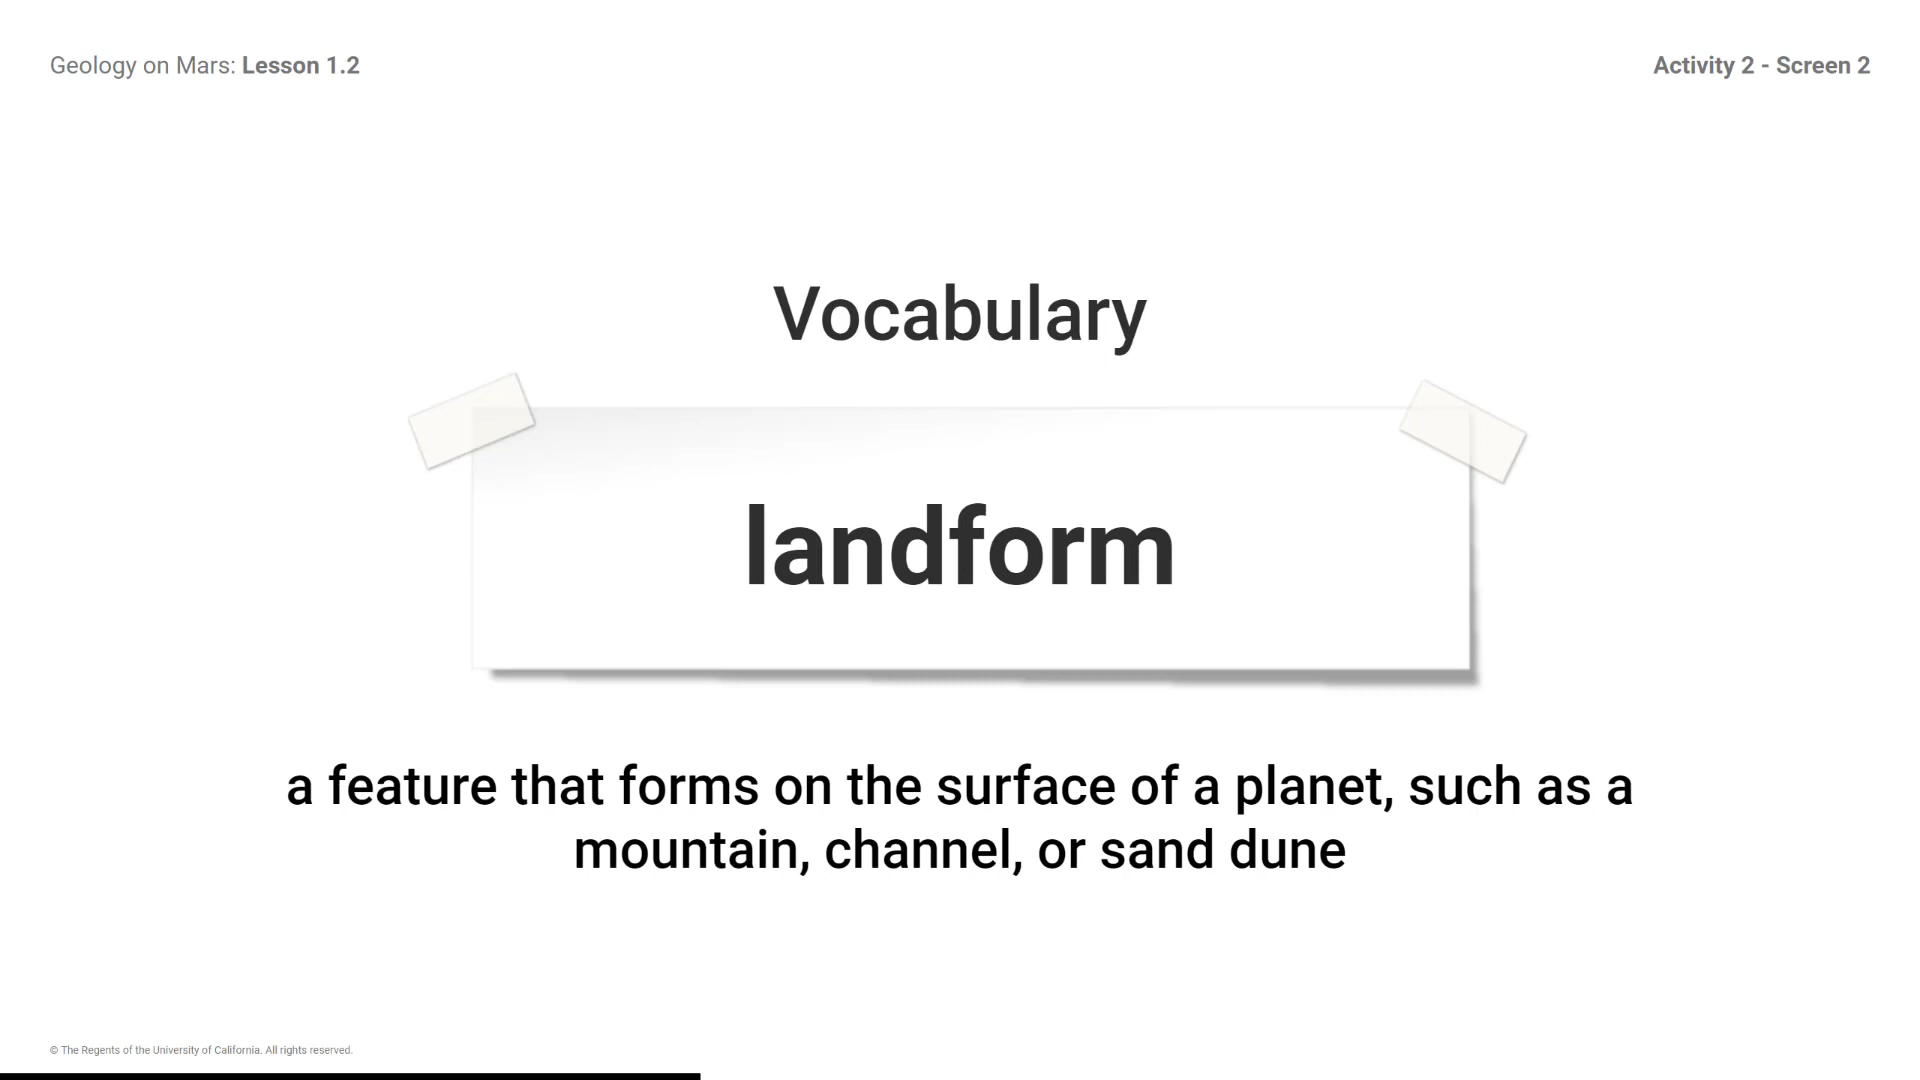 Geology on Mars: Lesson 1.2
Activity 2 - Screen 2
Vocabulary
landform
a feature that forms on the surface of a planet, such as a
mountain, channel, or sand dune
© The Regents of the University of California. All rights reserved.